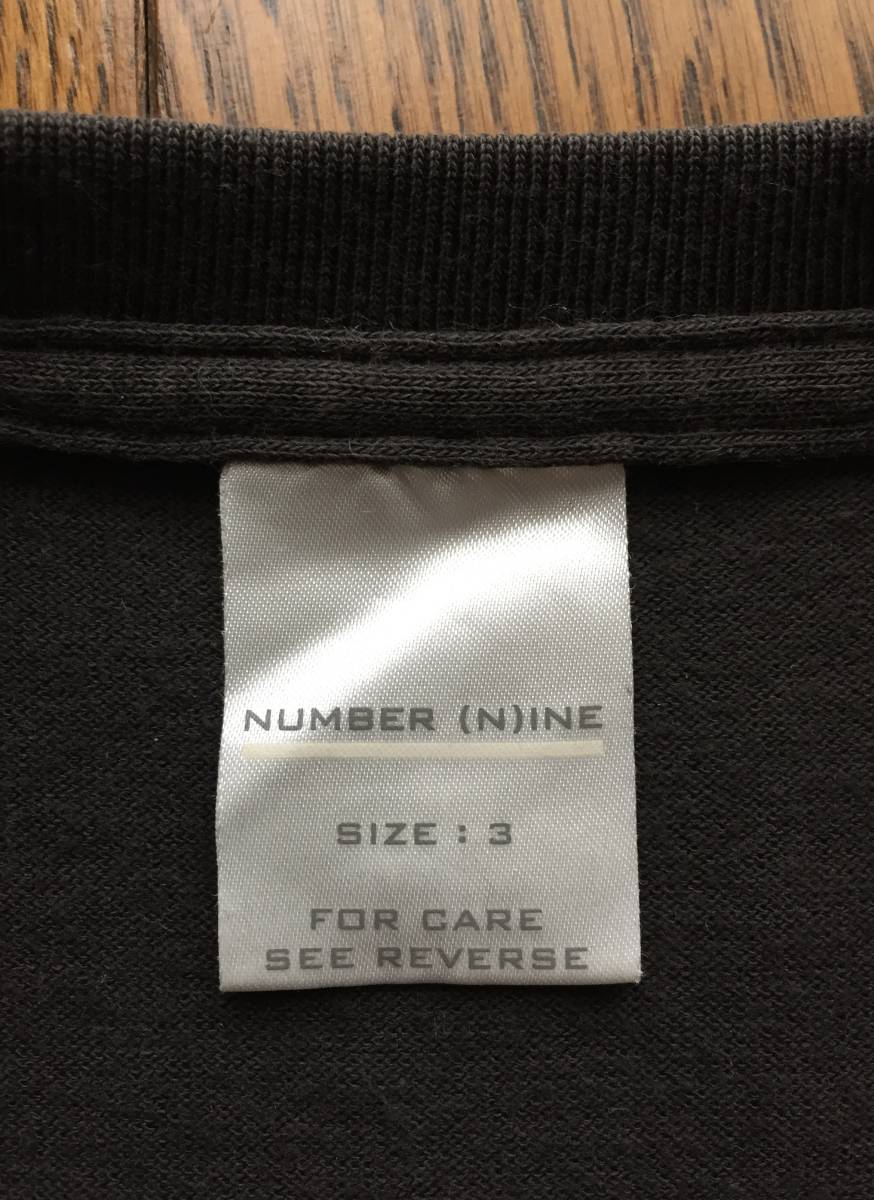 NUMBER (N)INE
SIZE : 3
FOR CARE
SEE REVERSE